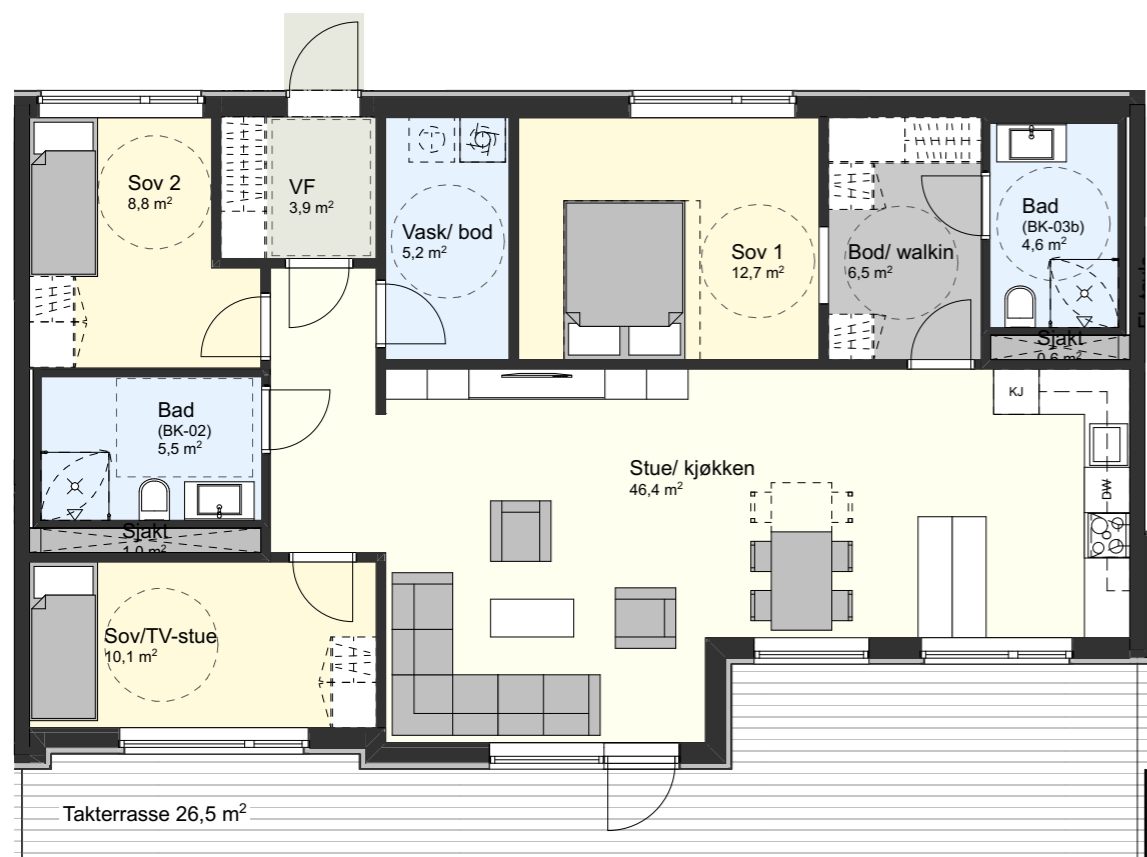 Sov 2
8,8 m²
VF
3,9 m²
Vask/ bod
5,2 m²
Sov 1
12,7 m²
Bod/ walkin
6,5 m²
Bad
(BK-03b)
4,6 m²
Sjakt
0,6 m²
KJ
Bad
(BK-02)
5,5 m²
Stue/ kjøkken
46,4 m²
DW
Sjakt
1,0 m²
Sov/TV-stue
10,1 m²
Takterrasse 26,5 m²